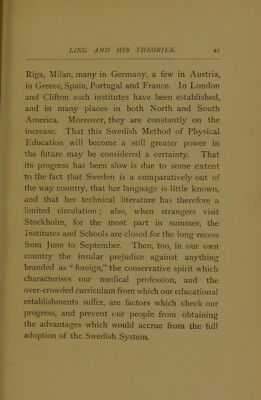 LING AND HIS THEORIES. 21
Riga, Milan, many in Germany, a few in Austria,
in Greece, Spain, Portugal and France. In London
and Clifton such institutes have been established,
and in many places in both North and South
America. Moreover, they are constantly on the
increase. That this Swedish Method of Physical
Education will become a still greater power in
the future may be considered a certainty. That
its progress has been slow is due to some extent
to the fact that Sweden is a comparatively out of
the way country, that her language is little known,
and that her technical literature has therefore a
limited circulation; also, when strangers visit
Stockholm, for the most part in summer, the
Institutes and Schools are closed for the long recess
from June to September. Then, too, in our own
country the insular prejudice against anything
branded as "foreign," the conservative spirit which
characterises our medical profession, and the
over-crowded curriculum from which our educational
establishments suffer, are factors which check our
progress, and prevent our people from obtaining
the advantages which would accrue from the full
adoption of the Swedish System.